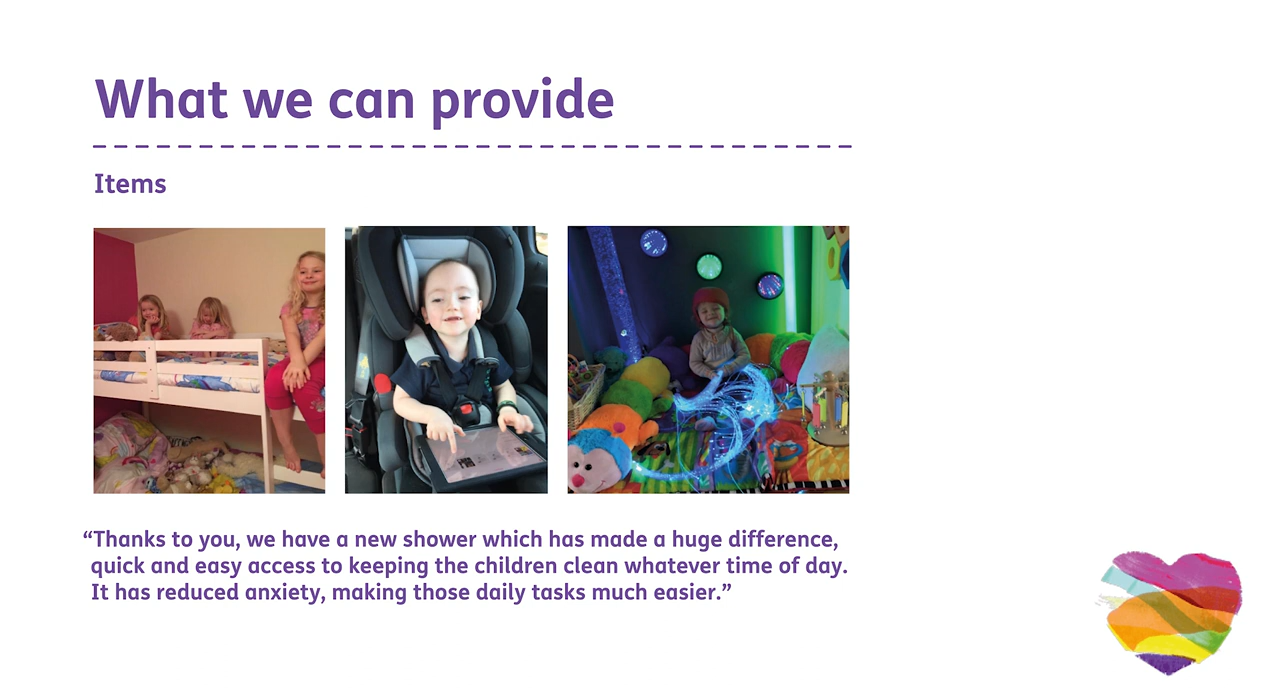 What we can provide
Items
“Thanks to you, we have a new shower which has made a huge difference,
quick and easy access to keeping the children clean whatever time of day.
It has reduced anxiety, making those daily tasks much easier.”